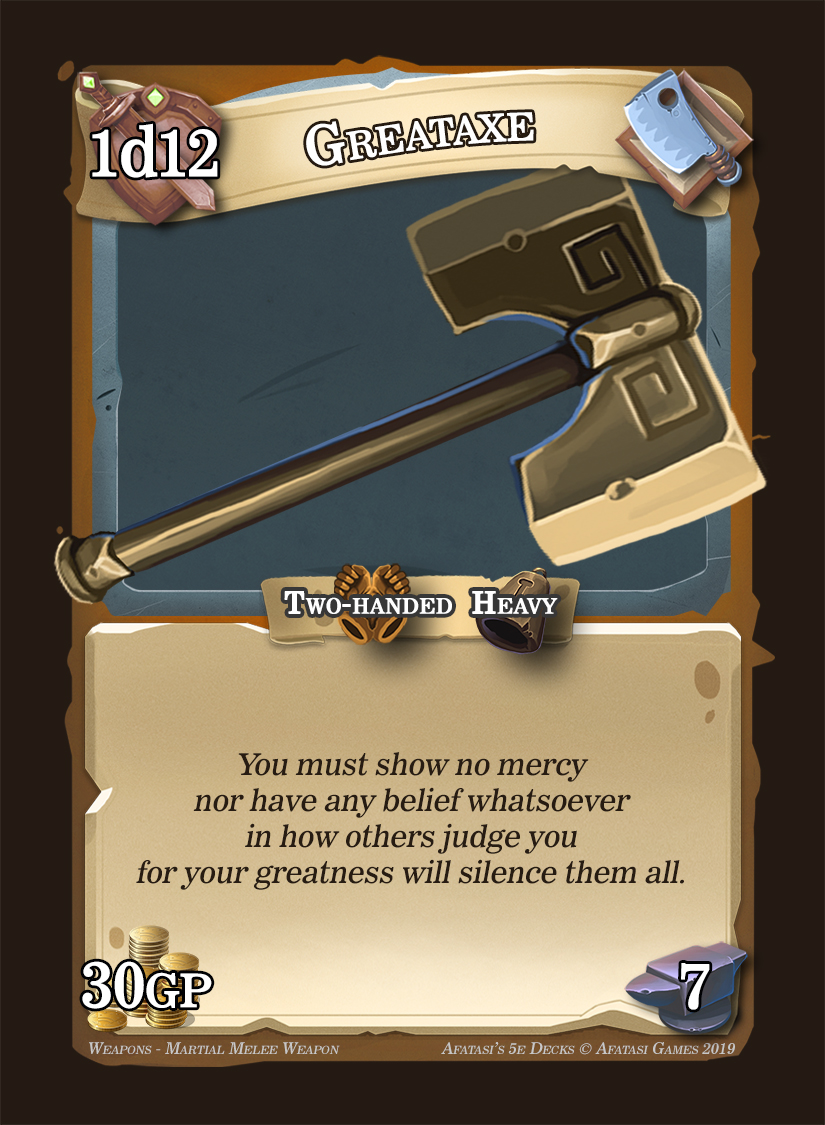 1d12
Greataxe
Two-handed Heavy
You must show no mercy
nor have any belief whatsoever
in how others judge you
for your greatness will silence them all.
30GP
7
Weapons - Martial Melee Weapon
Afatasi's 5e Decks © Afatasi Games 2019